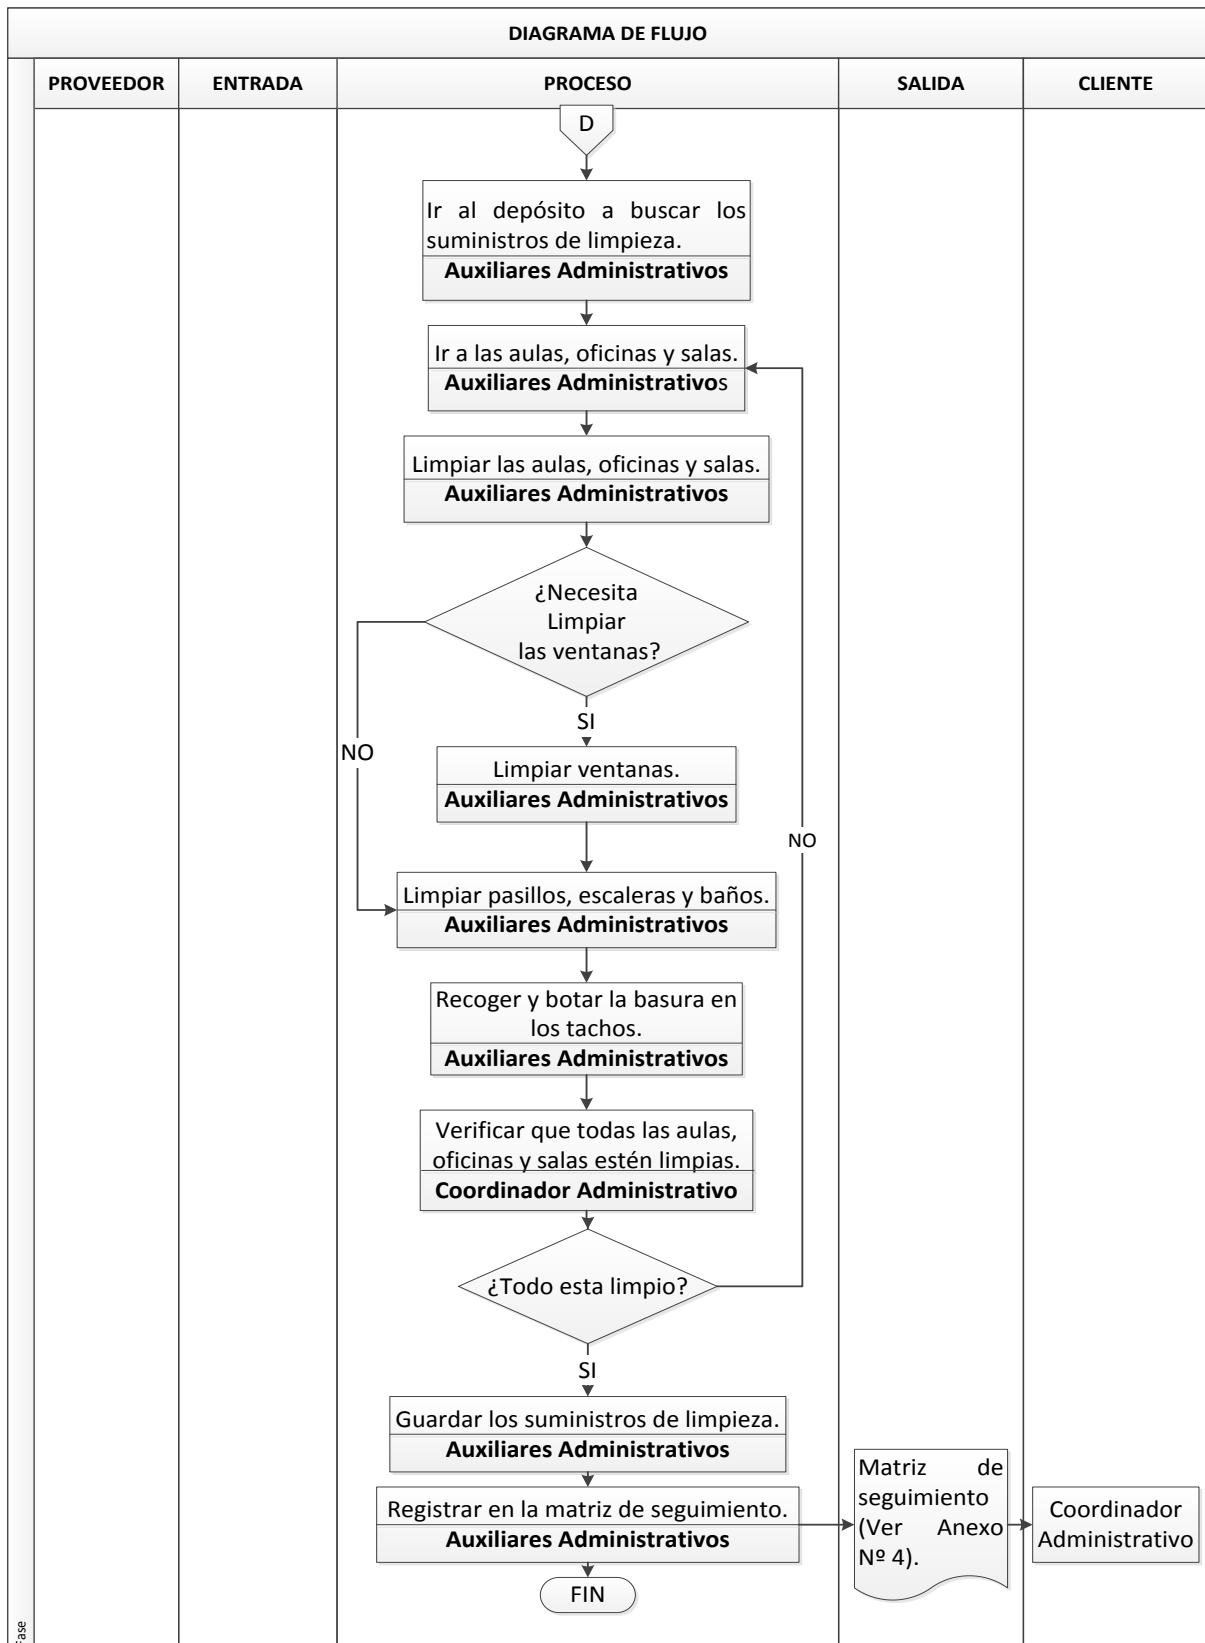 DIAGRAMA DE FLUJO
PROVEEDOR
ENTRADA
PROCESO
SALIDA
CLIENTE
D
Ir al depósito a buscar los
suministros de limpieza.
Auxiliares Administrativos
Ir a las aulas, oficinas y salas.
Auxiliares Administrativos
Limpiar las aulas, oficinas y salas.
Auxiliares Administrativos
¿Necesita
Limpiar
las ventanas?
SI
NO
Limpiar ventanas.
Auxiliares Administrativos
NO
Limpiar pasillos, escaleras y baños.
Auxiliares Administrativos
Recoger y botar la basura en
los tachos.
Auxiliares Administrativos
Verificar que todas las aulas,
oficinas y salas estén limpias.
Coordinador Administrativo
¿Todo esta limpio?
SI
Guardar los suministros de limpieza.
Auxiliares Administrativos
Registrar en la matriz de seguimiento.
Auxiliares Administrativos
Matriz de
seguimiento
(Ver Anexo
Nº 4).
Coordinador
Administrativo
FIN
Fase